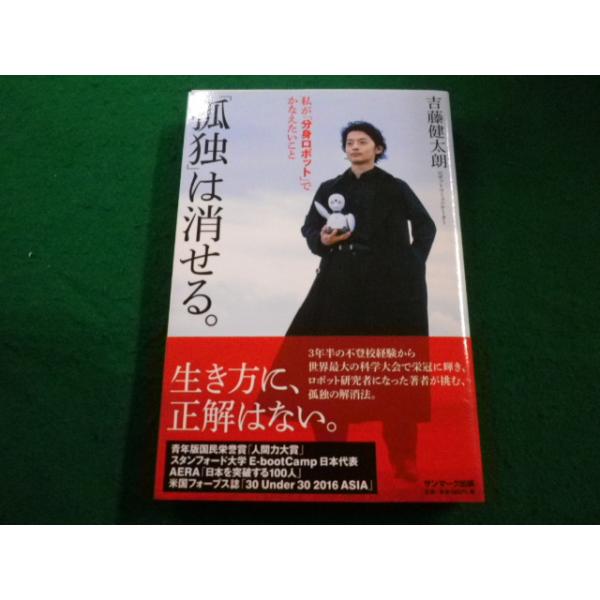 「孤独」は消せる。
私が「分身ロボット」で
かなえたいこと
吉藤健太朗
3年半の不登校経験から
世界最大の科学大会で栄冠に輝き、
ロボット研究者になった著者が挑む、
孤独の解消法。
生き方に、
正解はない。
青年版国民栄誉賞「人間力大賞」
スタンフォード大学 E-bootCamp 日本代表
AERA「日本を突破する100人」
米国フォーブス誌「30 Under 30 2016 ASIA」
サンマーク出版